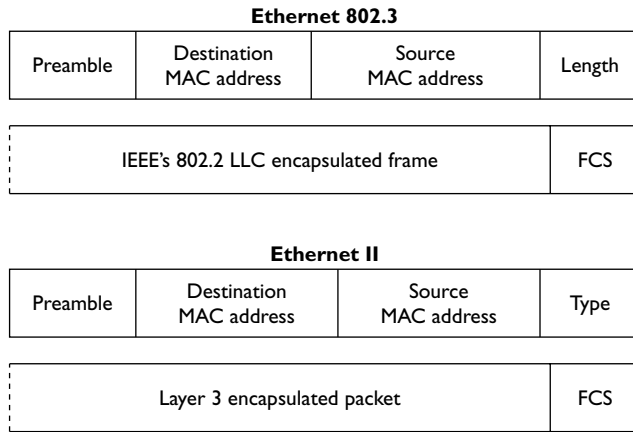 Ethernet 802.3
Preamble
Destination
MAC address
Source
MAC address
Length
IEEE's 802.2 LLC encapsulated frame
FCS
Ethernet II
Preamble
Destination
MAC address
Source
MAC address
Type
Layer 3 encapsulated packet
FCS